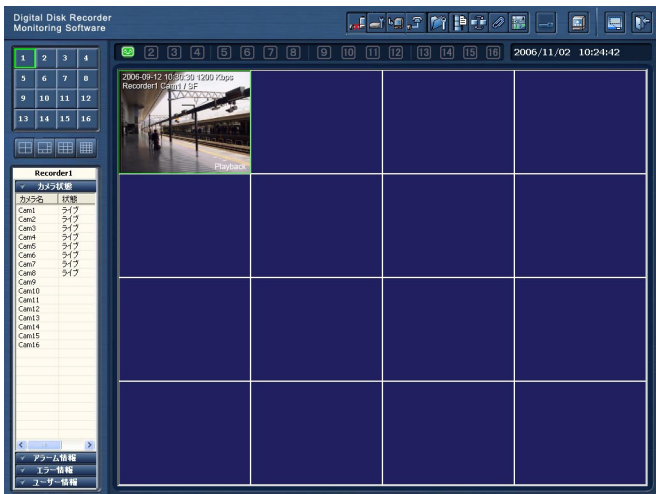 Digital Disk Recorder
Monitoring Software
1 2 3 4
5 6 7 8
9 10 11 12
13 14 15 16
2 3 4 5 6 7 8 9 10 11 12 13 14 15 16
2006/11/02 10:24:42
2006-09-12 10:30:30 1200 Kbps
Recorder1 Cam1 / SF
Playback
Recorder1
カメラ状態
カメラ名 状態
Cam1 ライブ
Cam2 ライブ
Cam3 ライブ
Cam4 ライブ
Cam5 ライブ
Cam6 ライブ
Cam7 ライブ
Cam8 ライブ
Cam9
Cam10
Cam11
Cam12
Cam13
Cam14
Cam15
Cam16
アラーム情報
エラー情報
ユーザー情報